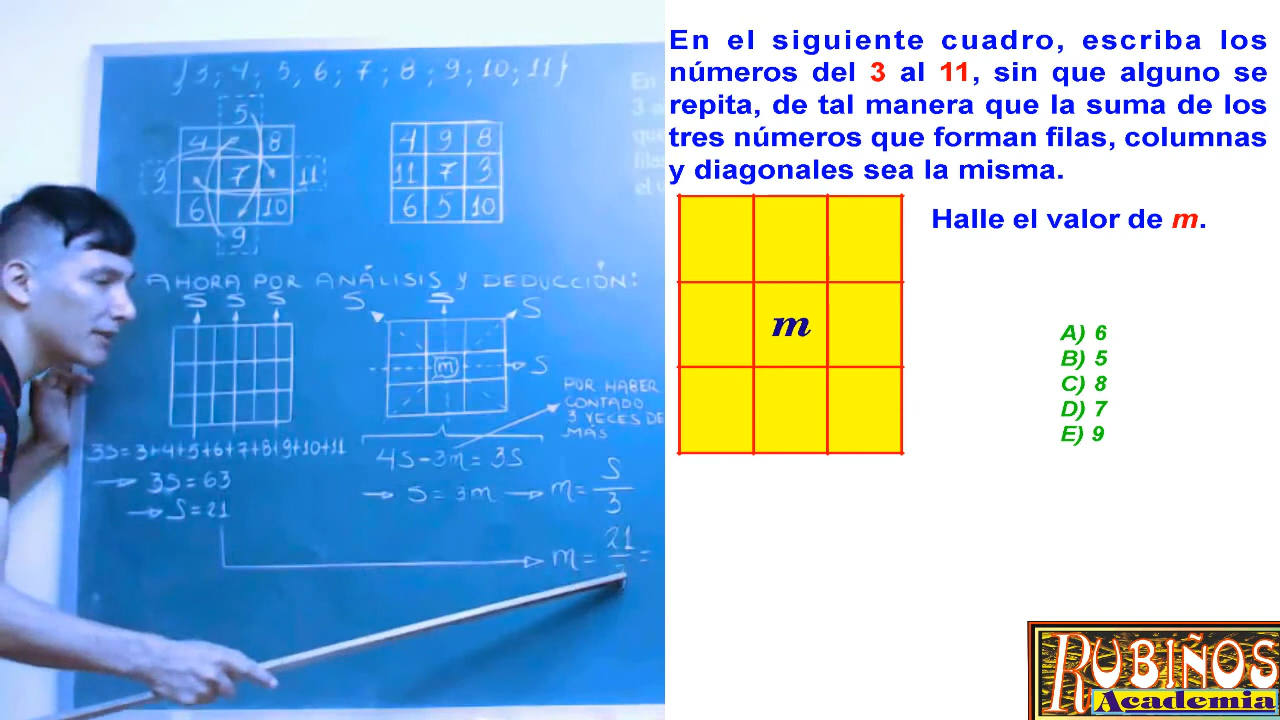 {3; 4; 5; 6; 7; 8; 9; 10; 11}
5
4 8
3 7 11
6 10
9
4 9 8
11 7 3
6 5 10
AHORA POR ANÁLISIS Y DEDUCCIÓN:
S S S
S S S
m S
POR HABER
CONTADO
3 VECES DE
MÁS
3S=3+4+5+6+7+8+9+10+11
3S=63
S=21
4S-3m=3S
S=3m m=S/3
m=21/
=
En el siguiente cuadro, escriba los
números del 3 al 11, sin que alguno se
repita, de tal manera que la suma de los
tres números que forman filas, columnas
y diagonales sea la misma.
Halle el valor de m.
m
A) 6
B) 5
C) 8
D) 7
E) 9
RUBIÑOS
Academia